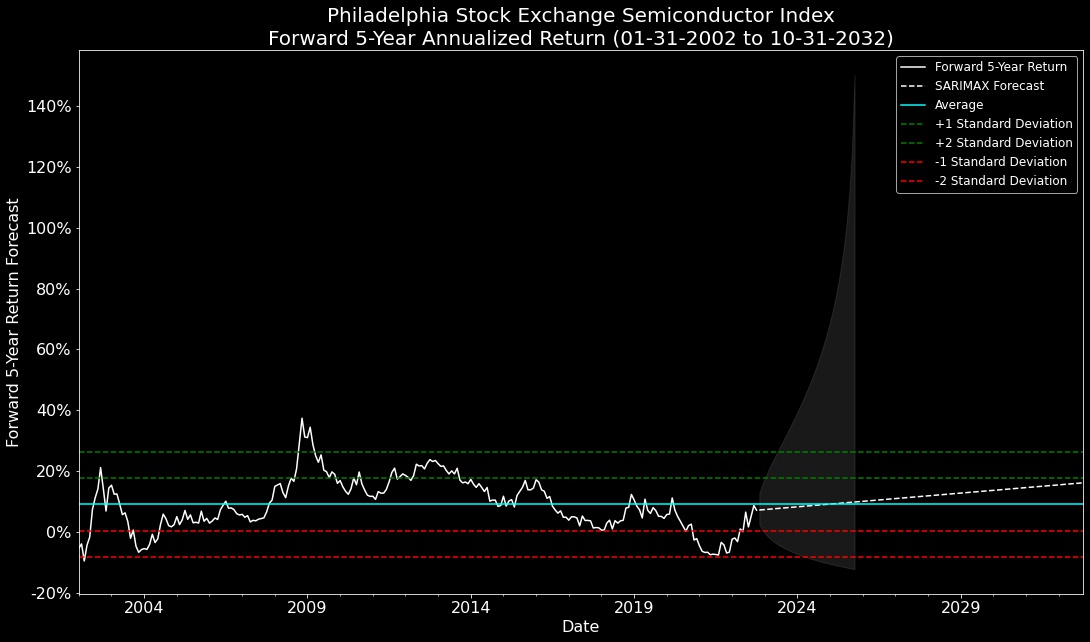 Philadelphia Stock Exchange Semiconductor Index
Forward 5-Year Annualized Return (01-31-2002 to 10-31-2032)
Forward 5-Year Return
SARIMAX Forecast
Average
+1 Standard Deviation
+2 Standard Deviation
-1 Standard Deviation
-2 Standard Deviation
Forward 5-Year Return Forecast
140%
120%
100%
80%
60%
40%
20%
0%
-20%
2004
2009
2014
2019
2024
2029
Date